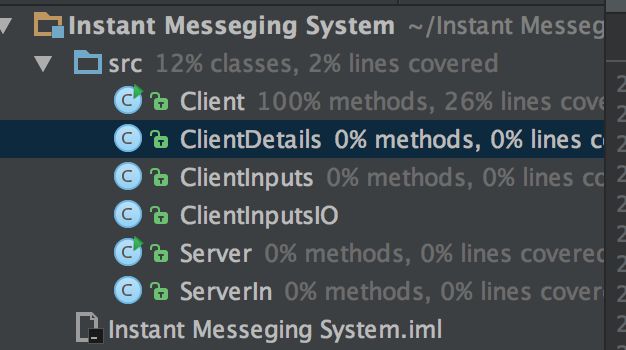 Instant Messeging System ~/Instant Messeg
src 12% classes, 2% lines covered
Client 100% methods, 26% lines cove
ClientDetails 0% methods, 0% lines c
ClientInputs 0% methods, 0% lines co
ClientInputsIO
Server 0% methods, 0% lines covered
ServerIn 0% methods, 0% lines cover
Instant Messeging System.iml